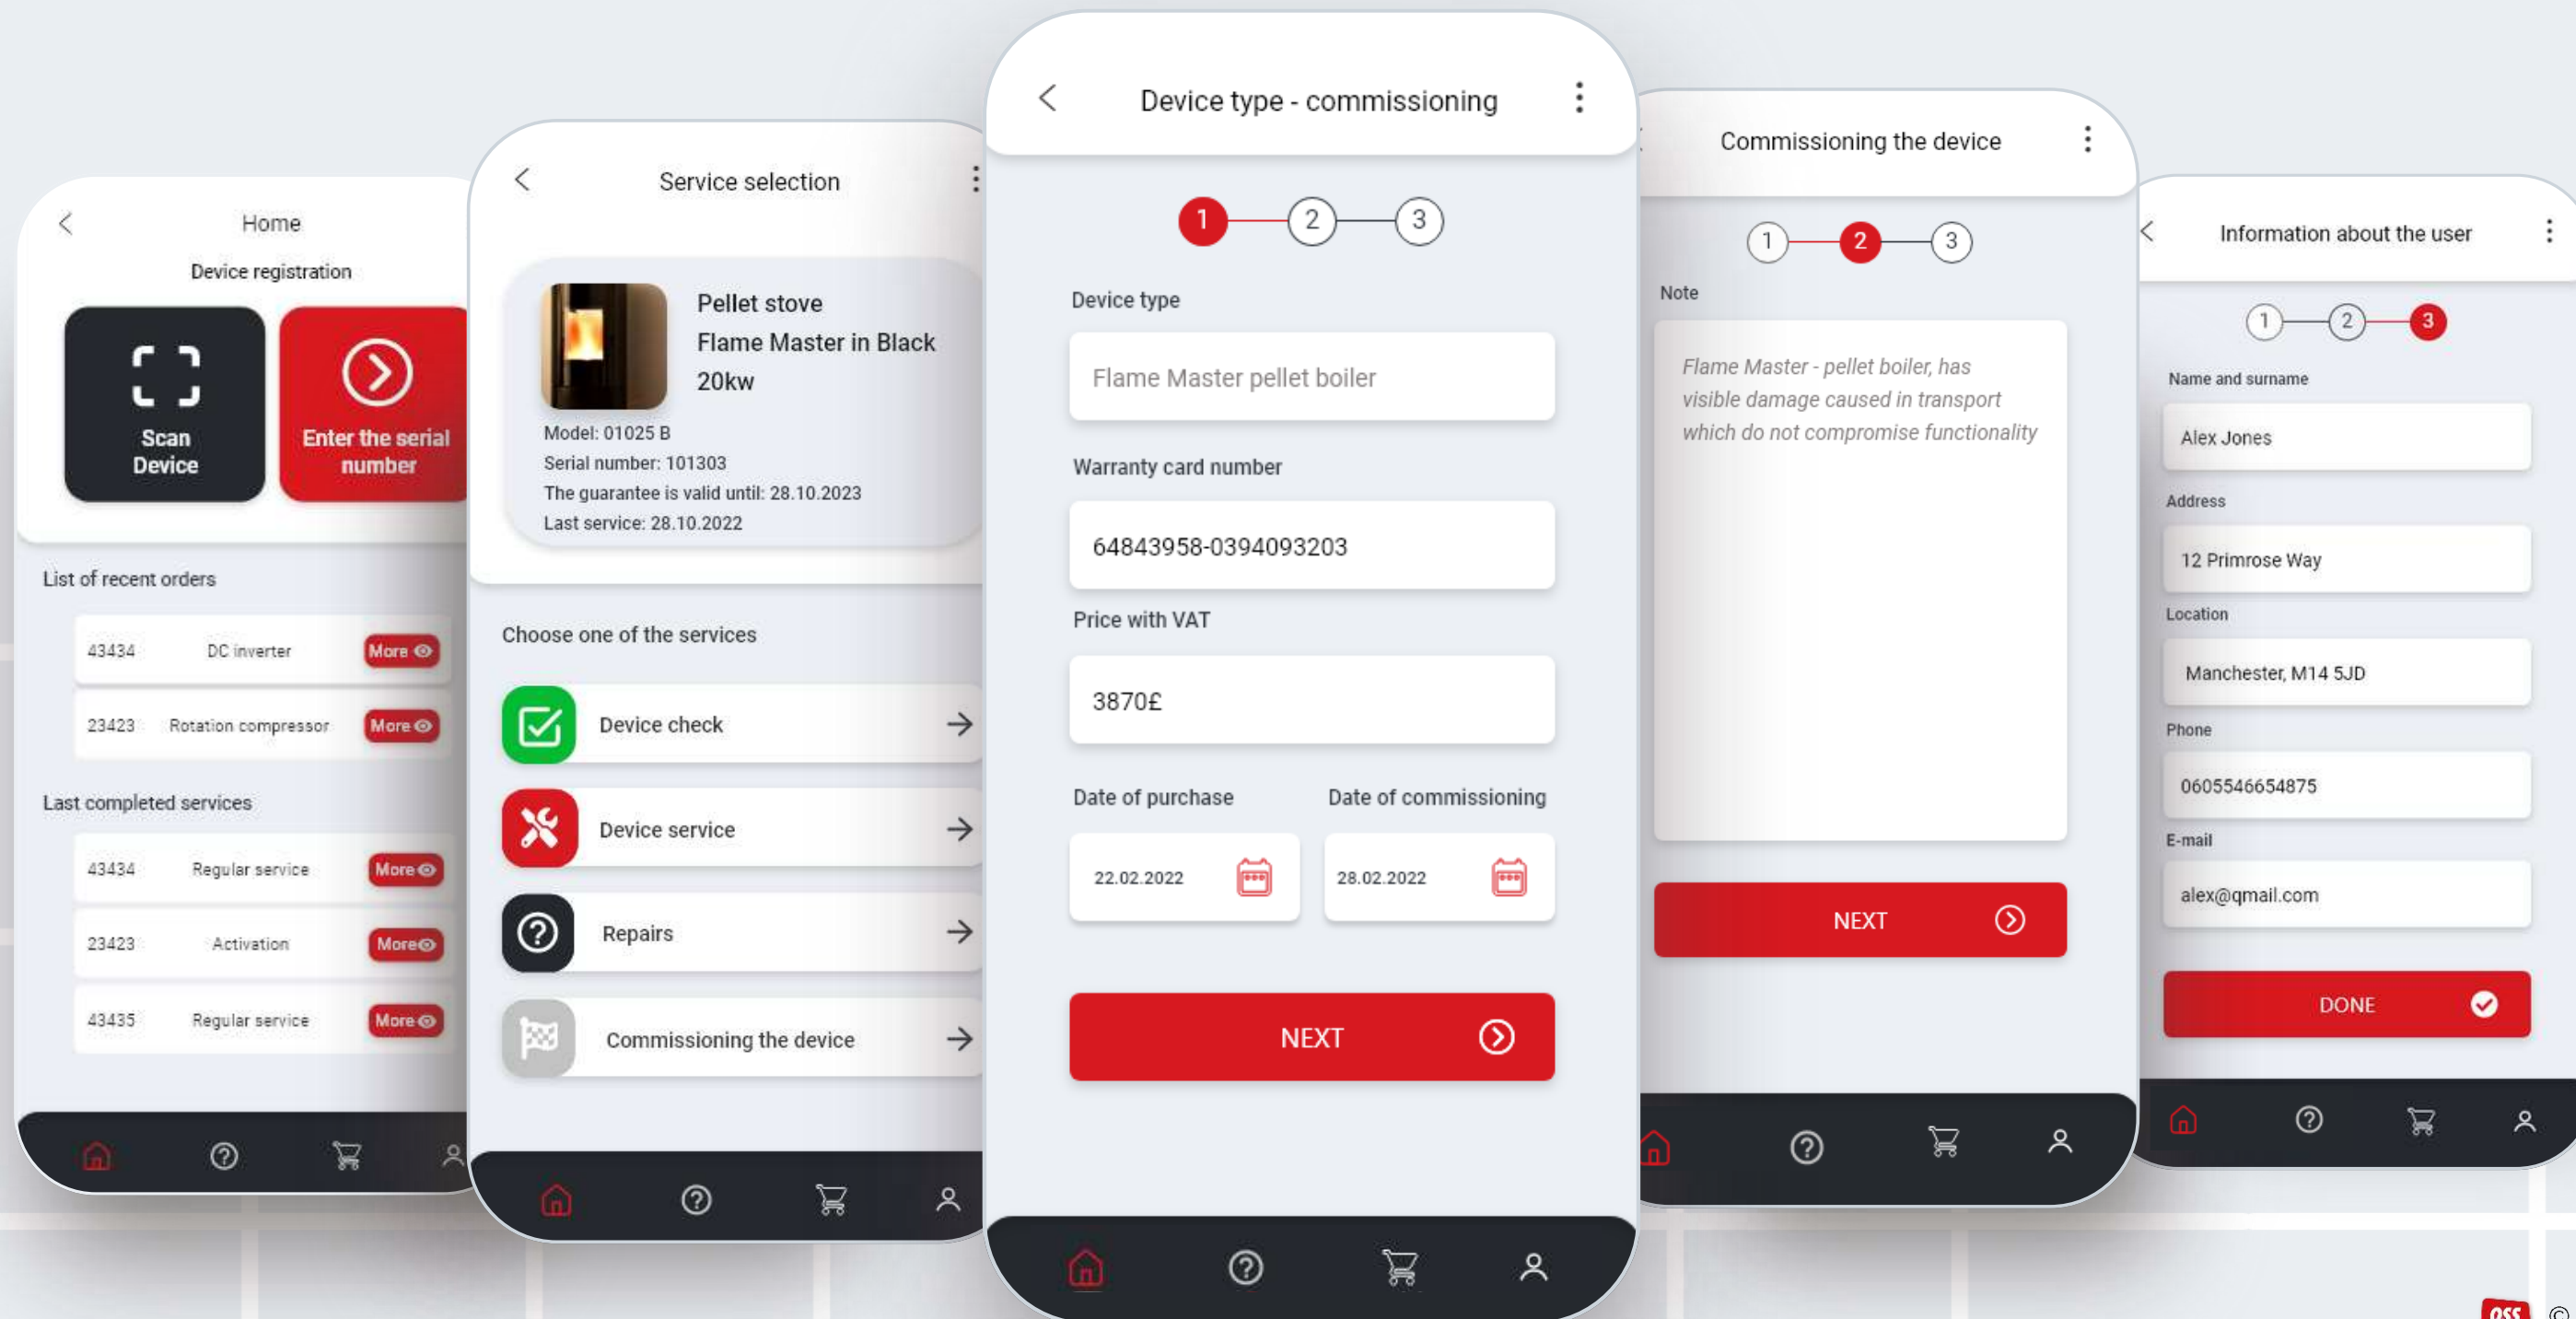 Home
Device registration
Scan
Device
Enter the serial
number
List of recent orders
43434 DC inverter More
23423 Rotation compressor More
Last completed services
43434 Regular service More
23423 Activation More
43435 Regular service More
Service selection
Pellet stove
Flame Master in Black
20kw
Model: 01025 B
Serial number: 101303
The guarantee is valid until: 28.10.2023
Last service: 28.10.2022
Choose one of the services
Device check
Device service
Repairs
Commissioning the device
Device type - commissioning
1 2 3
Device type
Flame Master pellet boiler
Warranty card number
64843958-0394093203
Price with VAT
3870£
Date of purchase Date of commissioning
22.02.2022 28.02.2022
NEXT
Commissioning the device
1 2 3
Note
Flame Master - pellet boiler, has
visible damage caused in transport
which do not compromise functionality
NEXT
Information about the user
1 2 3
Name and surname
Alex Jones
Address
12 Primrose Way
Location
Manchester, M14 5JD
Phone
0605546654875
E-mail
alex@qmail.com
DONE
OSS ©